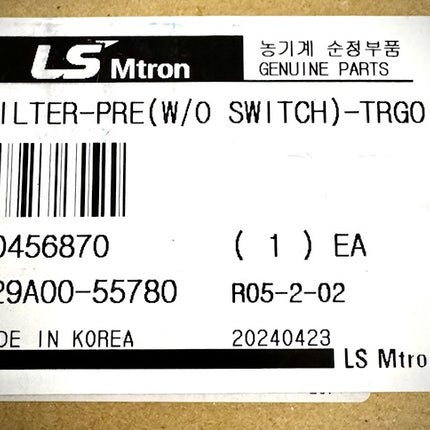 LS Mtron 농기계 순정부품
GENUINE PARTS
ILTER-PRE(W/O SWITCH)-TRGO
0456870 ( 1 ) EA
29A00-55780 R05-2-02
DE IN KOREA 20240423
LS Mtro